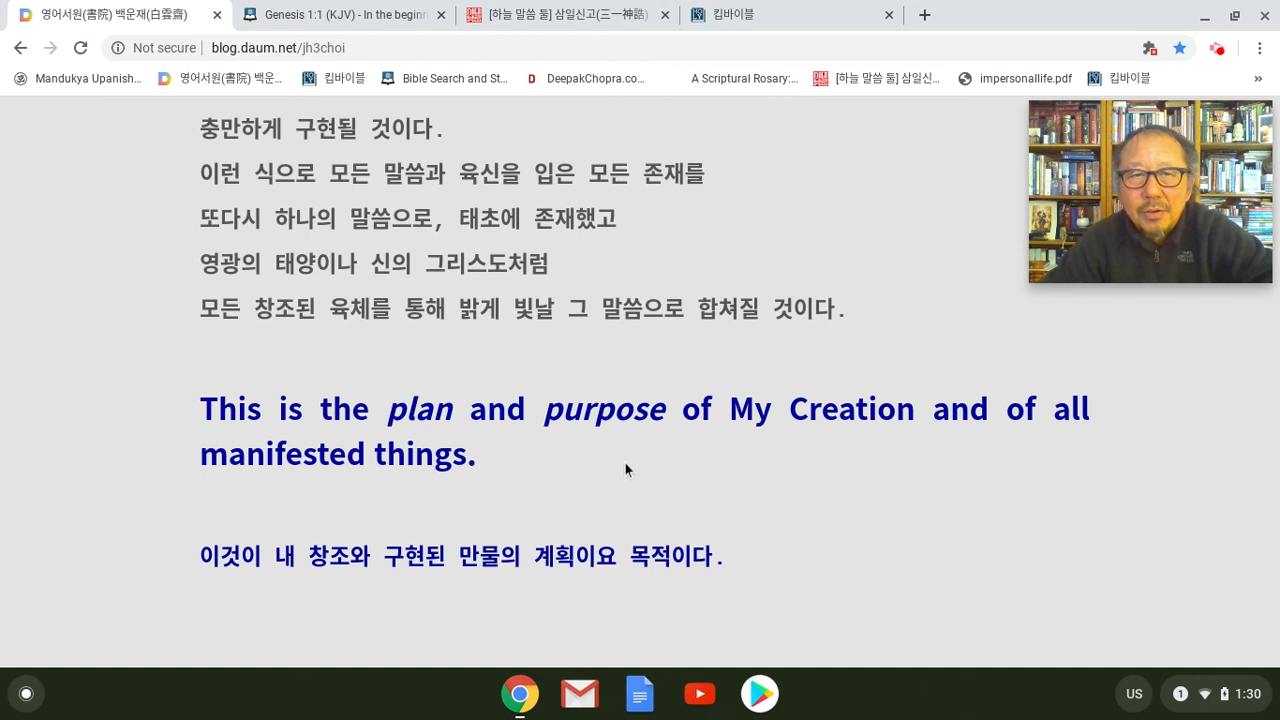 영어서원(書院) 백운재(白雲齋)
Genesis 1:1 (KJV) - In the beginn
[하늘 말씀 둘] 삼일신고(三一神誥)
킵바이블
Not secure
blog.daum.net/jh3choi
Mandukya Upanish...
영어서원(書院) 백운...
킵바이블
Bible Search and St...
DeepakChopra.co...
A Scriptural Rosary:...
[하늘 말씀 둘] 삼일신...
impersonallife.pdf
킵바이블
»
충만하게 구현될 것이다.
이런 식으로 모든 말씀과 육신을 입은 모든 존재를
또다시 하나의 말씀으로, 태초에 존재했고
영광의 태양이나 신의 그리스도처럼
모든 창조된 육체를 통해 밝게 빛날 그 말씀으로 합쳐질 것이다.
This is the plan and purpose of My Creation and of all
manifested things.
이것이 내 창조와 구현된 만물의 계획이요 목적이다.
US
1
1:30